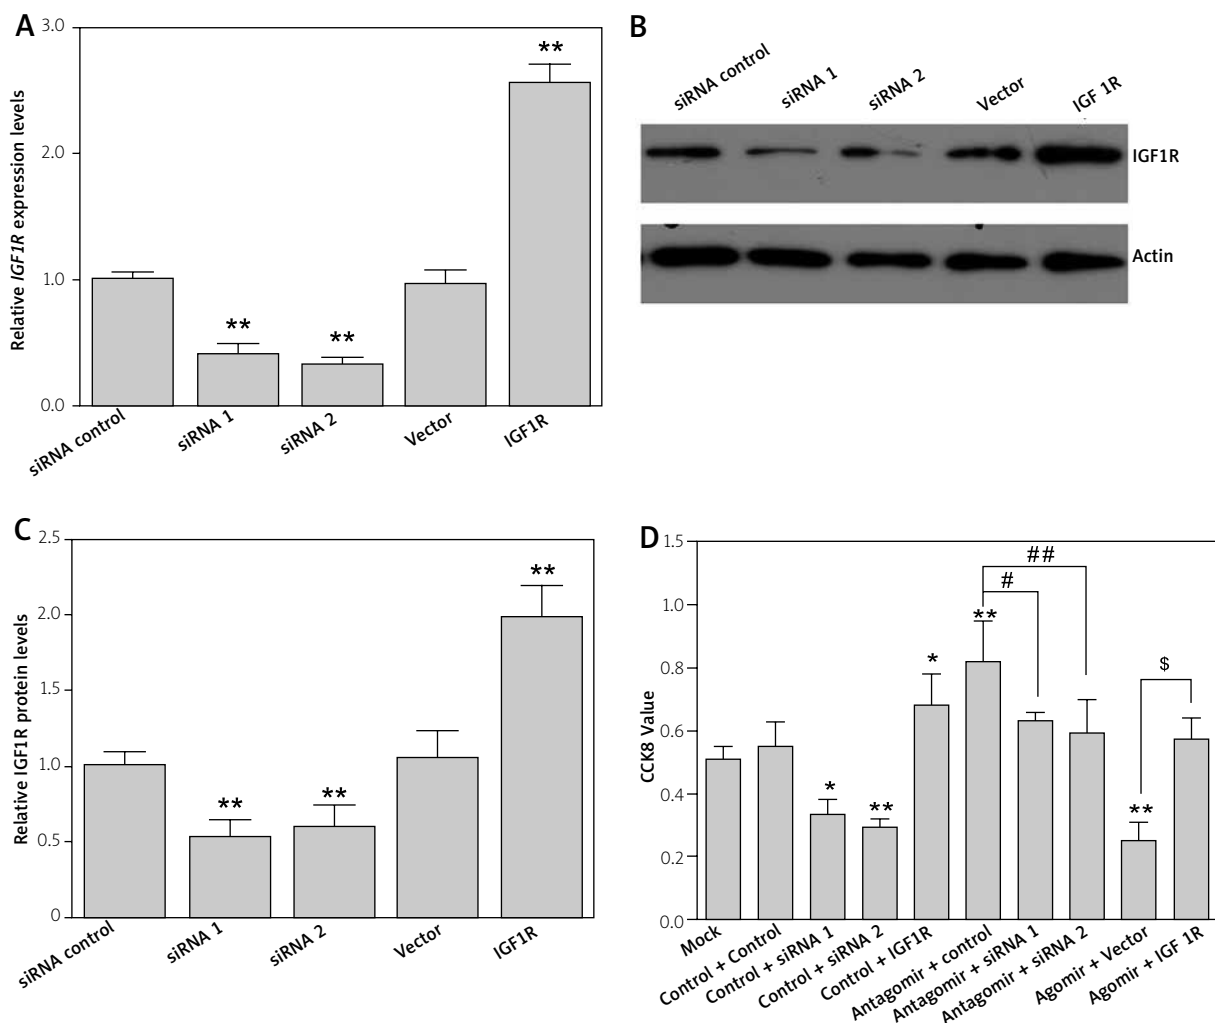 A
Relative IGF1R expression levels
3.0
2.0
1.0
0.0
**
**
**
siRNA control
siRNA 1
siRNA 2
Vector
IGF1R
B
siRNA control
siRNA 1
siRNA 2
Vector
IGF 1R
IGF1R
Actin
C
Relative IGF1R protein levels
2.5
2.0
1.5
1.0
0.5
0
**
**
**
siRNA control
siRNA 1
siRNA 2
Vector
IGF1R
D
CCK8 Value
1.5
1.0
0.8
0.6
0.4
0.2
0.0
##
#
**
*
$
*
**
**
Mock
Control + Control
Control + siRNA 1
Control + siRNA 2
Control + IGF1R
Antagomir + control
Antagomir + siRNA 1
Antagomir + siRNA 2
Agomir + Vector
Agomir + IGF 1R